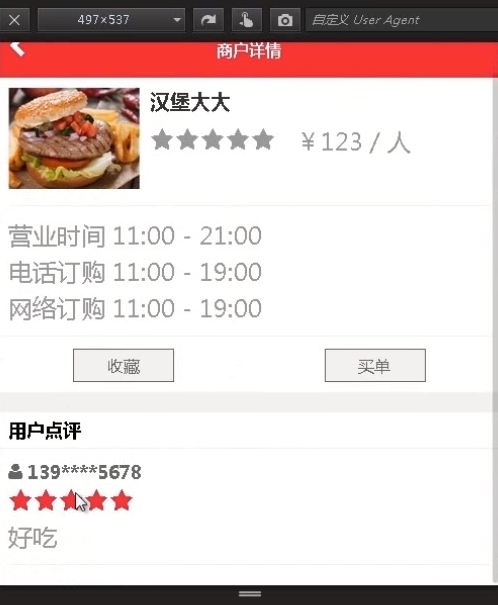 497×537
自定义 User Agent
商户详情
汉堡大大
￥123 / 人
营业时间 11:00 - 21:00
电话订购 11:00 - 19:00
网络订购 11:00 - 19:00
收藏
买单
用户点评
139****5678
好吃